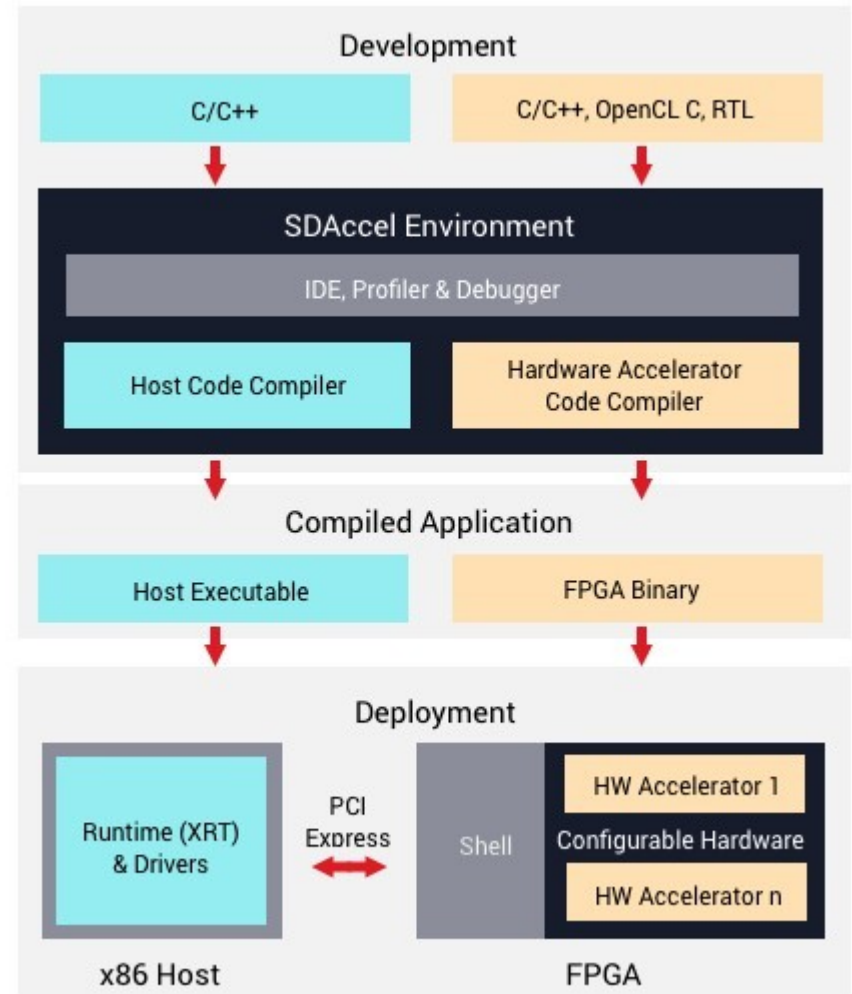 Development
C/C++
C/C++, OpenCL C, RTL
SDAccel Environment
IDE, Profiler & Debugger
Host Code Compiler
Hardware Accelerator
Code Compiler
Compiled Application
Host Executable
FPGA Binary
Deployment
Runtime (XRT)
& Drivers
PCI
Express
Shell
HW Accelerator 1
Configurable Hardware
HW Accelerator n
x86 Host
FPGA